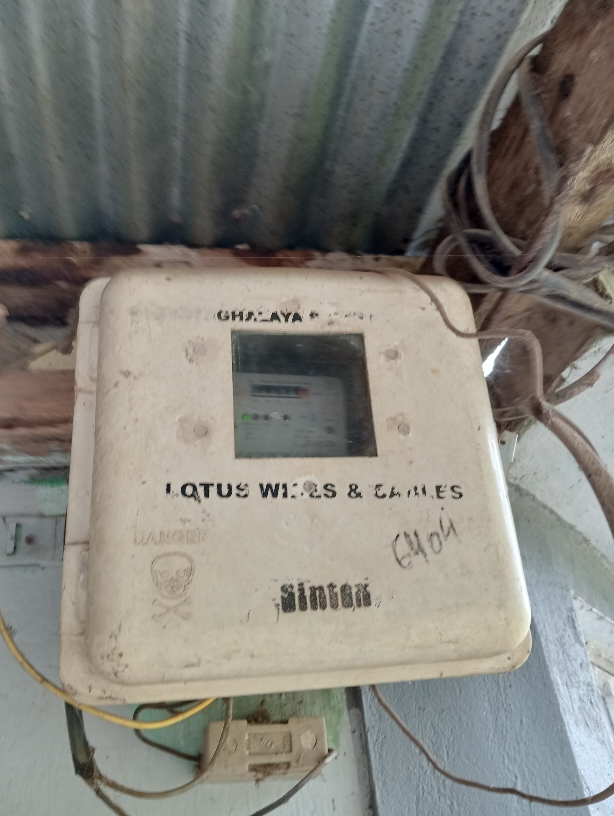 GHALAYA
LOTUS WIRES & CABLES
DANGER
6404
Sintex